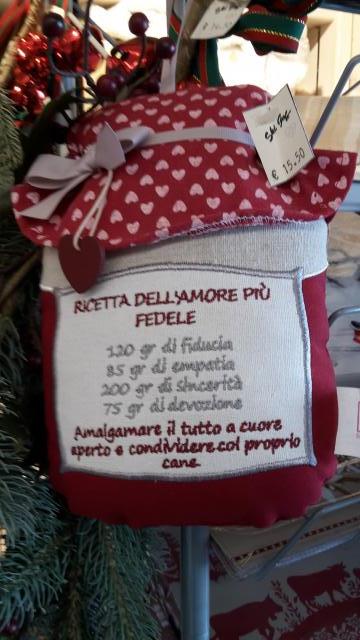 € 15.50
RICETTA DELL'AMORE PIÙ
FEDELE
120 gr di fiducia
85 gr di empatia
200 gr di sincerità
75 gr di devozione
Amalgamare il tutto a cuore
aperto e condividere col proprio
cane